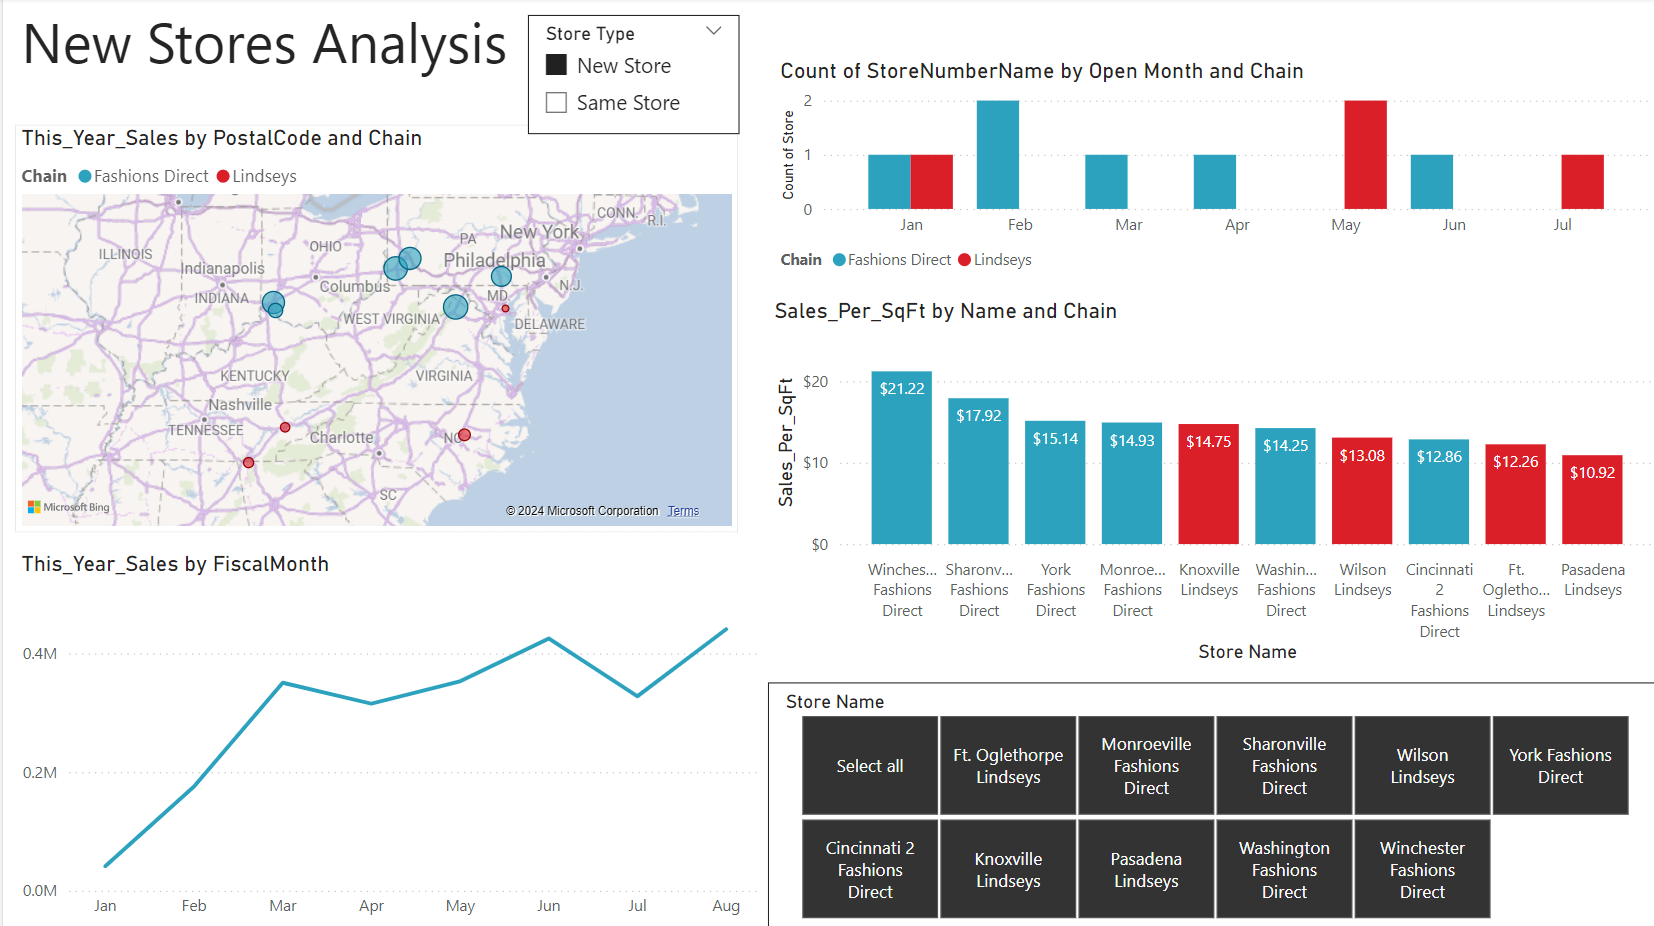 New Stores Analysis
Store Type
New Store
Same Store
This_Year_Sales by PostalCode and Chain
Chain Fashions Direct Lindseys
CONN.
R.I.
New York
PA
OHIO
ILLINOIS
Philadelphia
Indianapolis
Columbus
N.J.
MD.
INDIANA
WEST VIRGINIA
DELAWARE
KENTUCKY
VIRGINIA
Nashville
TENNESSEE
Charlotte
NC
SC
Microsoft Bing
© 2024 Microsoft Corporation Terms
This_Year_Sales by FiscalMonth
0.4M
0.2M
0.0M
Jan Feb Mar Apr May Jun Jul Aug
Count of StoreNumberName by Open Month and Chain
Count of Store
2
1
0
Jan Feb Mar Apr May Jun Jul
Chain Fashions Direct Lindseys
Sales_Per_SqFt by Name and Chain
Sales_Per_SqFt
$20
$10
$0
$21.22
$17.92
$15.14
$14.93
$14.75
$14.25
$13.08
$12.86
$12.26
$10.92
Winches...
Fashions
Direct
Sharonv...
Fashions
Direct
York
Fashions
Direct
Monroe...
Fashions
Direct
Knoxville
Lindseys
Washin...
Fashions
Direct
Wilson
Lindseys
Cincinnati
2
Fashions
Direct
Ft.
Ogletho...
Lindseys
Pasadena
Lindseys
Store Name
Store Name
Select all
Ft. Oglethorpe
Lindseys
Monroeville
Fashions
Direct
Sharonville
Fashions
Direct
Wilson
Lindseys
York Fashions
Direct
Cincinnati 2
Fashions
Direct
Knoxville
Lindseys
Pasadena
Lindseys
Washington
Fashions
Direct
Winchester
Fashions
Direct